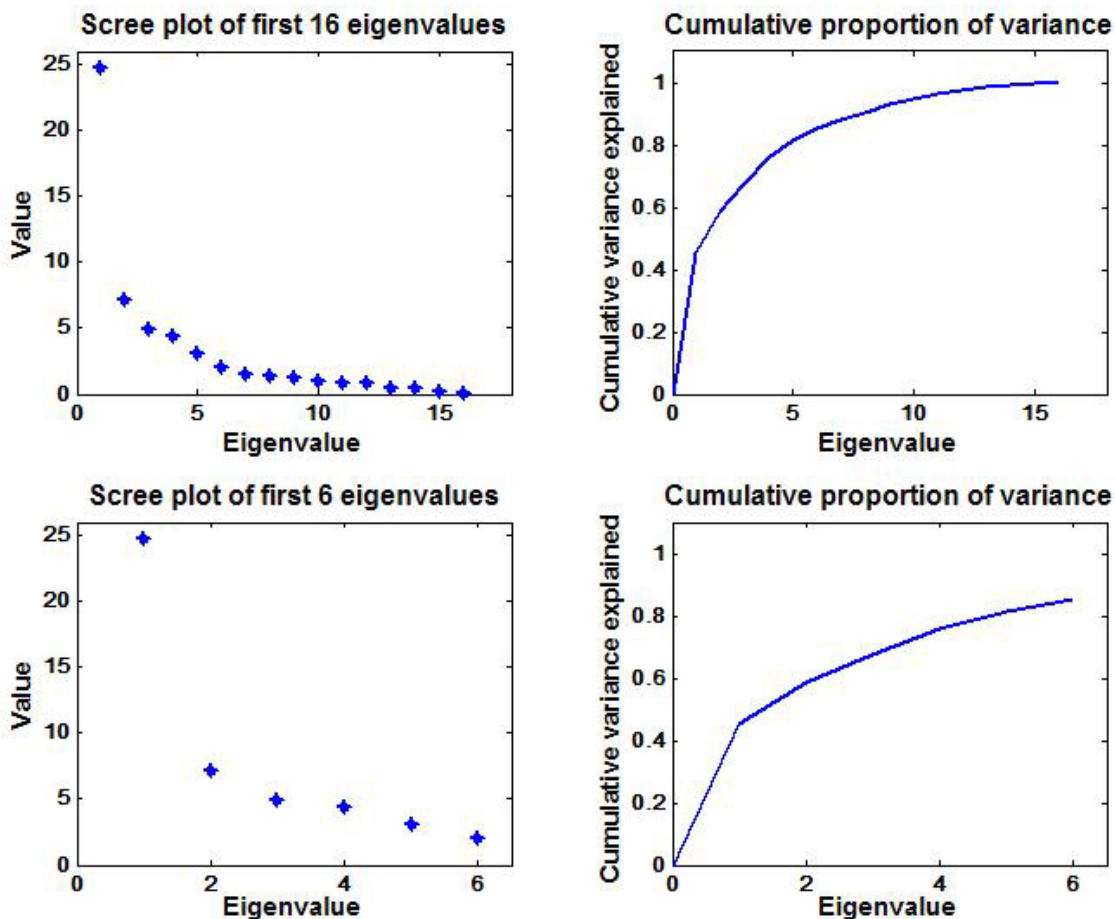 Scree plot of first 16 eigenvalues
25
20
15
10
5
0
0 5 10 15
Value
Eigenvalue
Cumulative proportion of variance
1
0.8
0.6
0.4
0.2
0
0 5 10 15
Cumulative variance explained
Eigenvalue
Scree plot of first 6 eigenvalues
25
20
15
10
5
0
0 2 4 6
Value
Eigenvalue
Cumulative proportion of variance
1
0.8
0.6
0.4
0.2
0
0 2 4 6
Cumulative variance explained
Eigenvalue